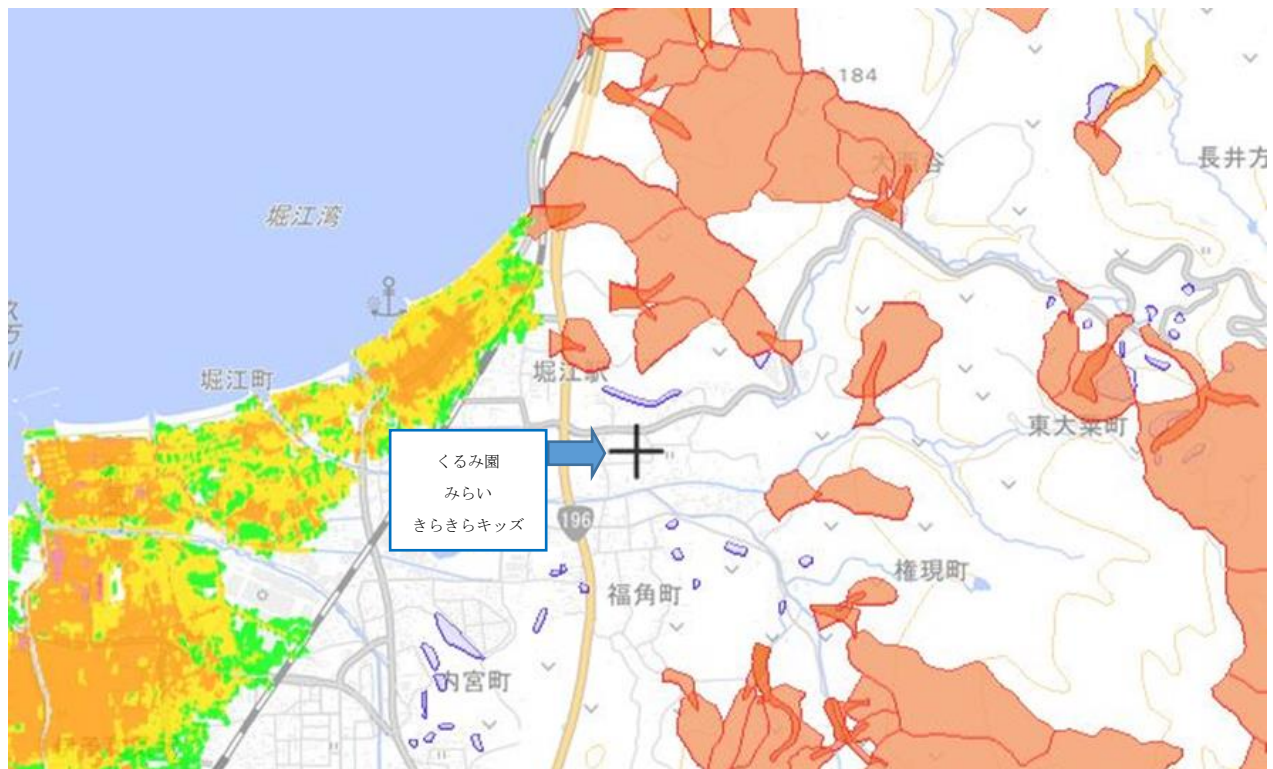 184
大西谷
長井方
堀江湾
堀江町
堀江駅
くるみ園
みらい
きらきらキッズ
196
東大栗町
権現町
福角町
内宮町